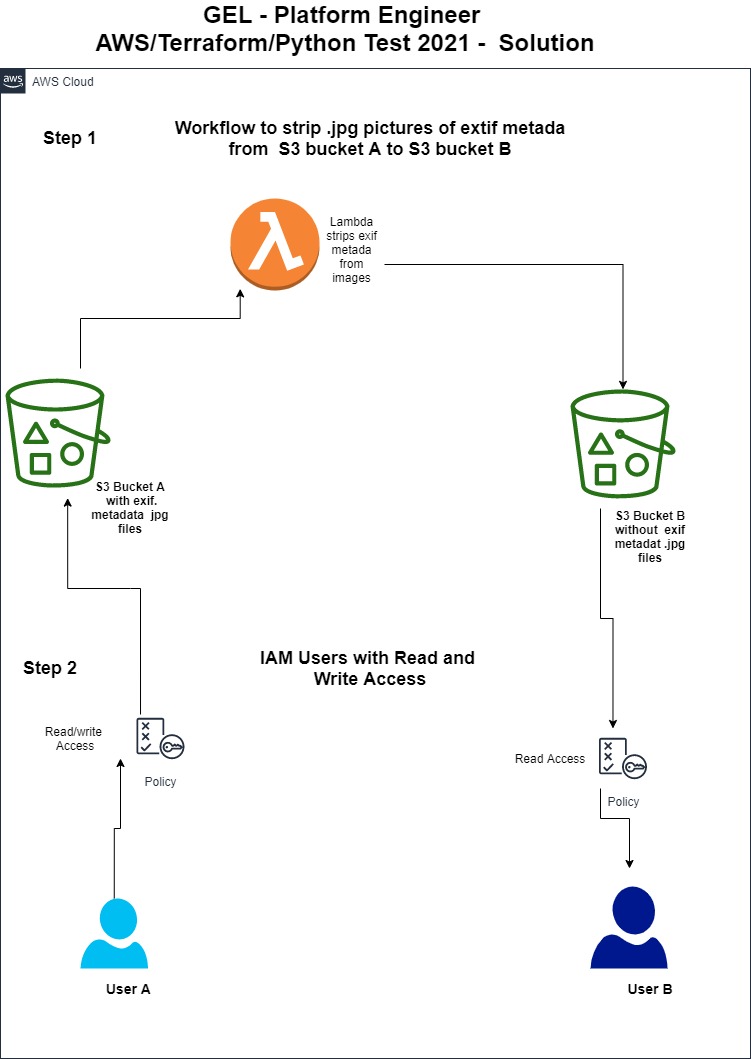 GEL - Platform Engineer
AWS/Terraform/Python Test 2021 - Solution
aws
AWS Cloud
Step 1
Workflow to strip .jpg pictures of extif metada
from S3 bucket A to S3 bucket B
Lambda
strips exif
metada
from
images
S3 Bucket A
with exif.
metadata jpg
files
S3 Bucket B
without exif
metadat .jpg
files
Step 2
IAM Users with Read and
Write Access
Read/write
Access
Policy
Read Access
Policy
User A
User B